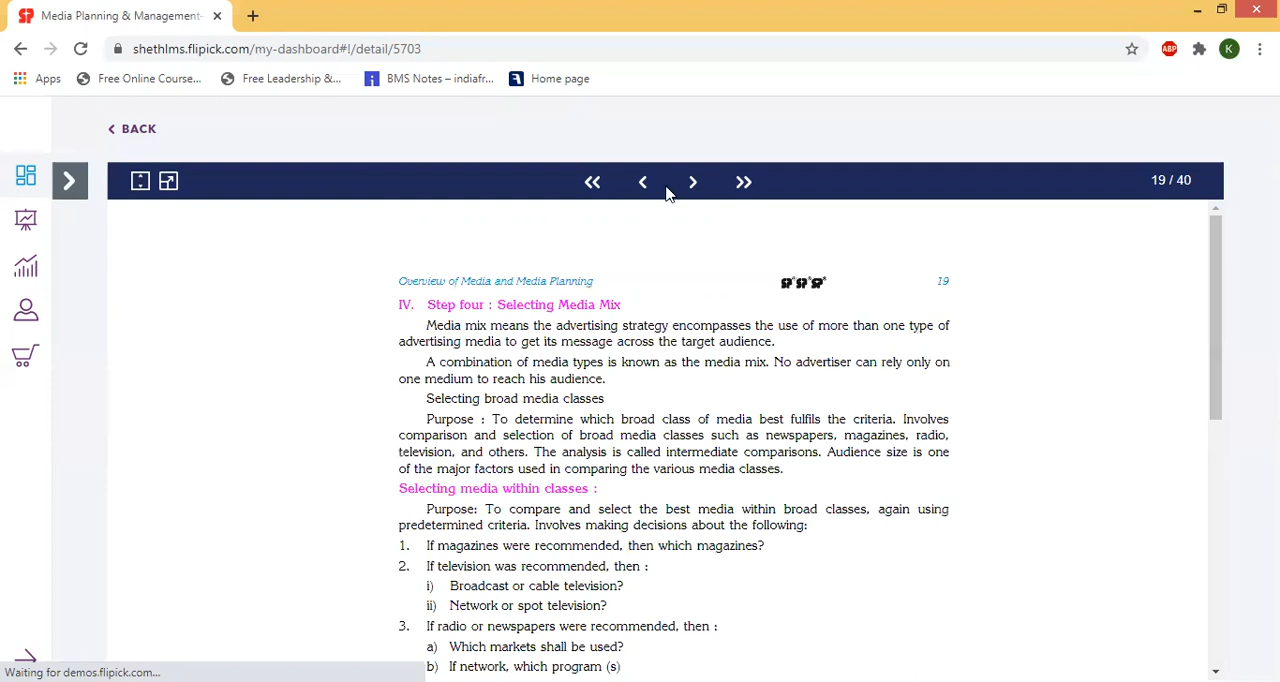 Media Planning & Management-
shethlms.flipick.com/my-dashboard#!/detail/5703
ABP
K
Apps
Free Online Course...
Free Leadership &...
BMS Notes – indiafr...
Home page
BACK
19 / 40
Overview of Media and Media Planning
19
IV. Step four : Selecting Media Mix
Media mix means the advertising strategy encompasses the use of more than one type of
advertising media to get its message across the target audience.
A combination of media types is known as the media mix. No advertiser can rely only on
one medium to reach his audience.
Selecting broad media classes
Purpose : To determine which broad class of media best fulfils the criteria. Involves
comparison and selection of broad media classes such as newspapers, magazines, radio,
television, and others. The analysis is called intermediate comparisons. Audience size is one
of the major factors used in comparing the various media classes.
Selecting media within classes :
Purpose: To compare and select the best media within broad classes, again using
predetermined criteria. Involves making decisions about the following:
1. If magazines were recommended, then which magazines?
2. If television was recommended, then :
i) Broadcast or cable television?
ii) Network or spot television?
3. If radio or newspapers were recommended, then :
a) Which markets shall be used?
b) If network, which program (s)
Waiting for demos.flipick.com...